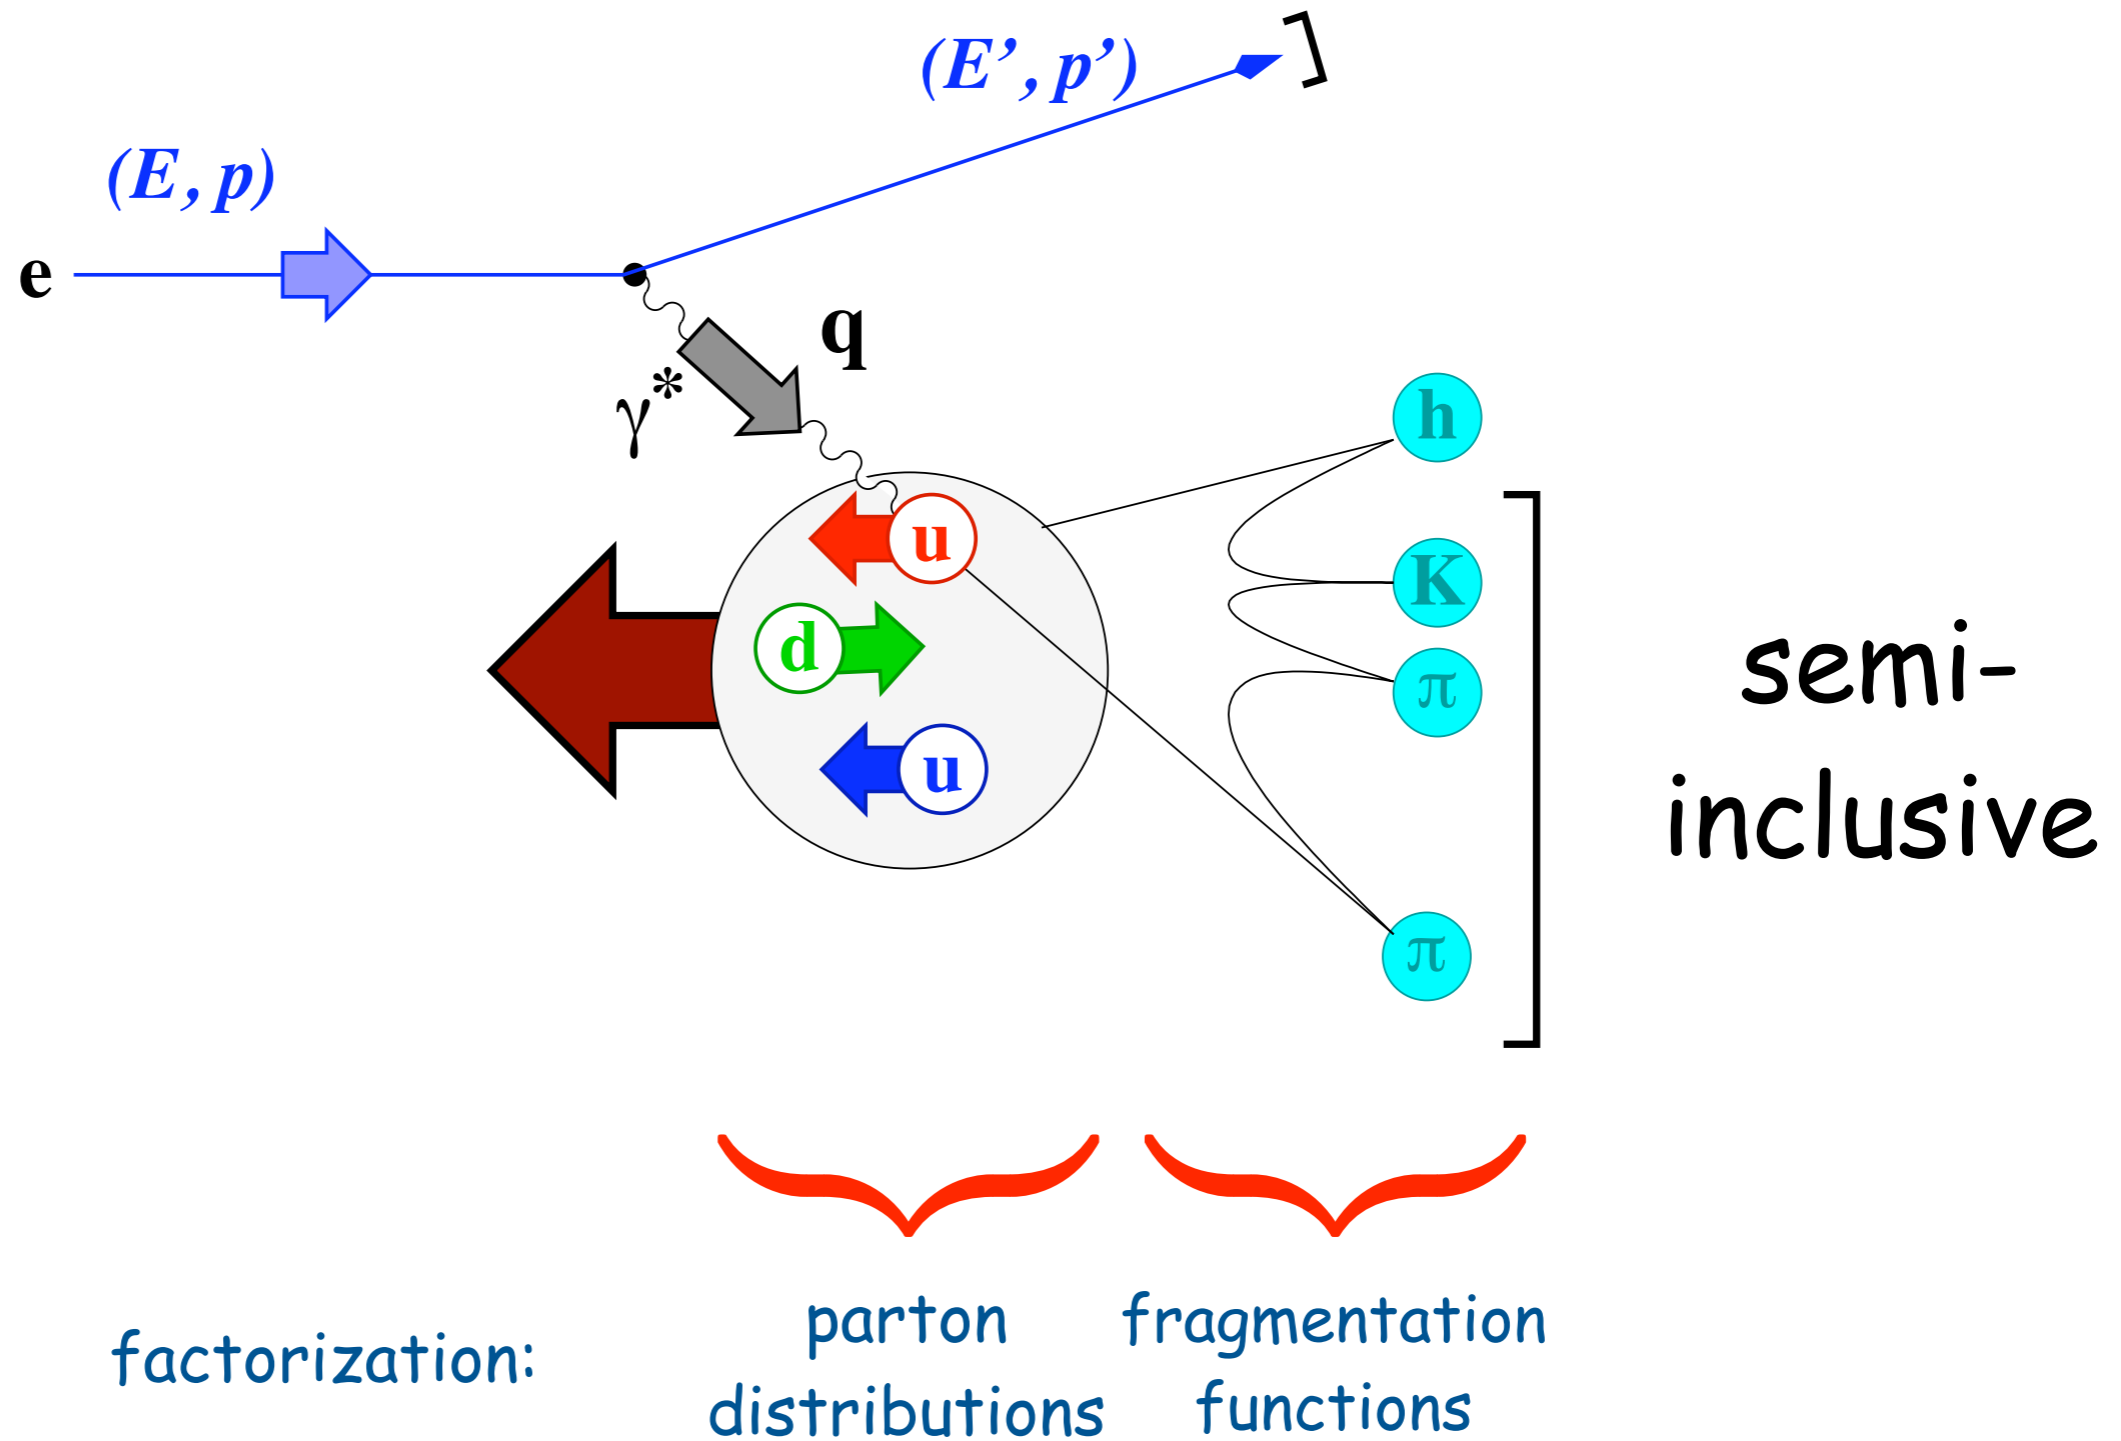 (E’, p’)
(E, p)
e
q
γ*
h
u
K
d
π
u
π
semi-
inclusive
factorization:
parton
distributions
fragmentation
functions